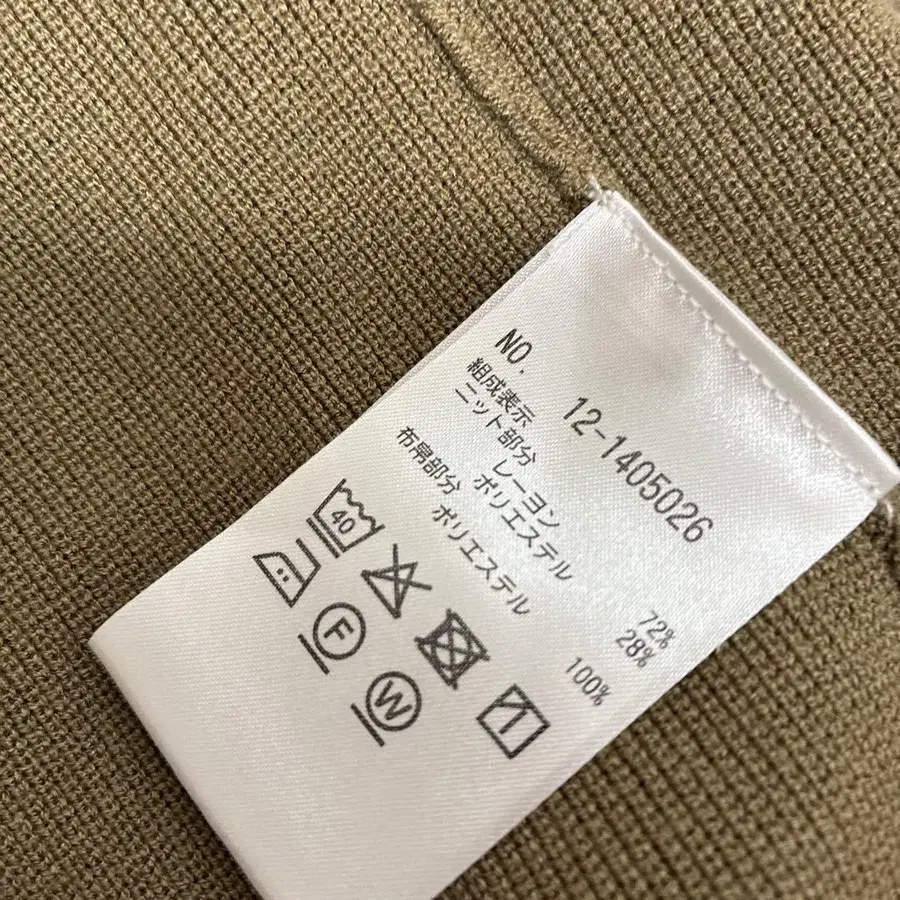 NO. 12-1405026
組成表示
ニット部分
レーヨン 72%
ポリエステル 28%
布帛部分
ポリエステル 100%
40
F
W